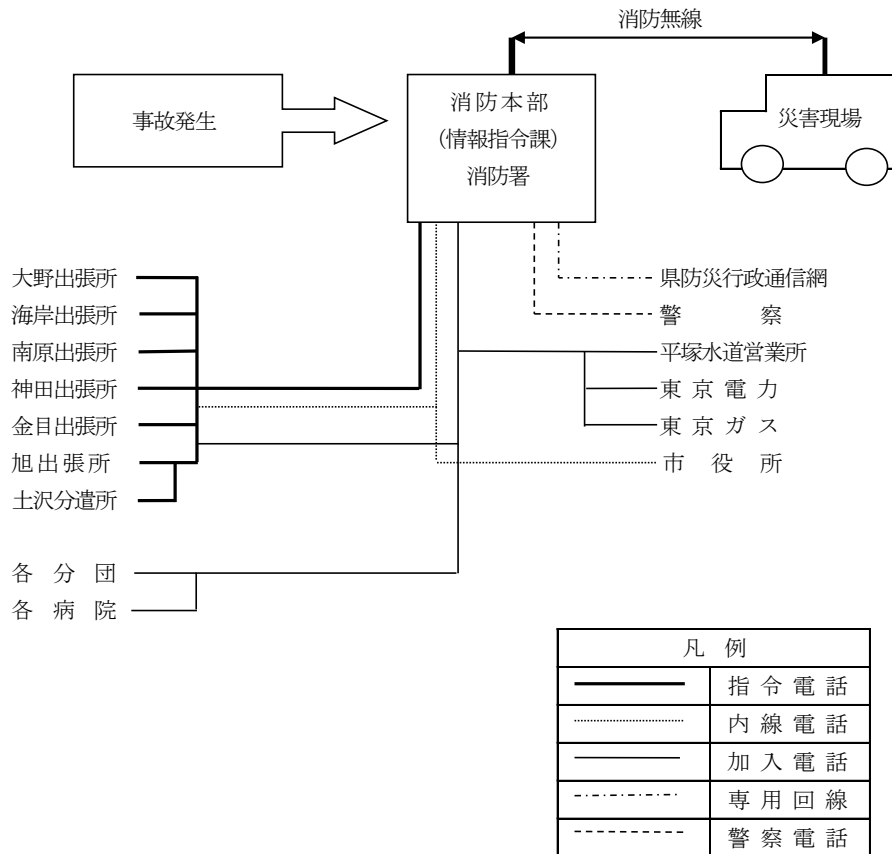 消防無線
事故発生
消防本部
（情報指令課）
消防署
災害現場
大野出張所
海岸出張所
南原出張所
神田出張所
金目出張所
旭出張所
土沢分遣所
各分団
各病院
県防災行政通信網
警察
平塚水道営業所
東京電力
東京ガス
市役所
凡例
指令電話
内線電話
加入電話
専用回線
警察電話